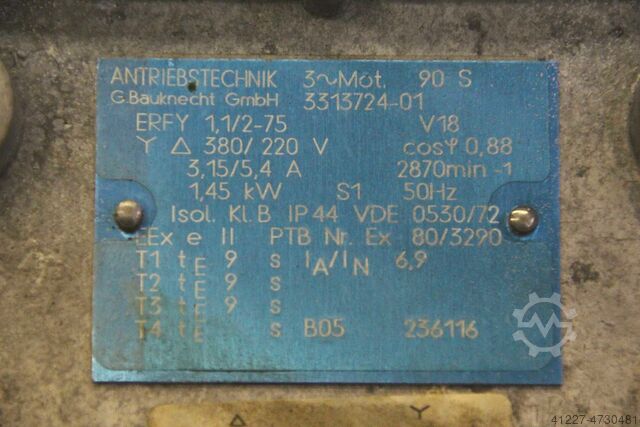 ANTRIEBSTECHNIK 3~Mot. 90 S
G.Bauknecht GmbH 3313724-01
ERFY 1,1/2-75 V18
Y Δ 380/220 V cosφ 0,88
3,15/5,4 A 2870min-1
1,45 kW S1 50Hz
Isol. Kl.B IP44 VDE 0530/72
EEx e II PTB Nr. Ex 80/3290
T1 tE 9 s IA/IN 6,9
T2 tE 9 s
T3 tE 9 s
T4 tE s B05 236116
Δ Y
41227-4730481